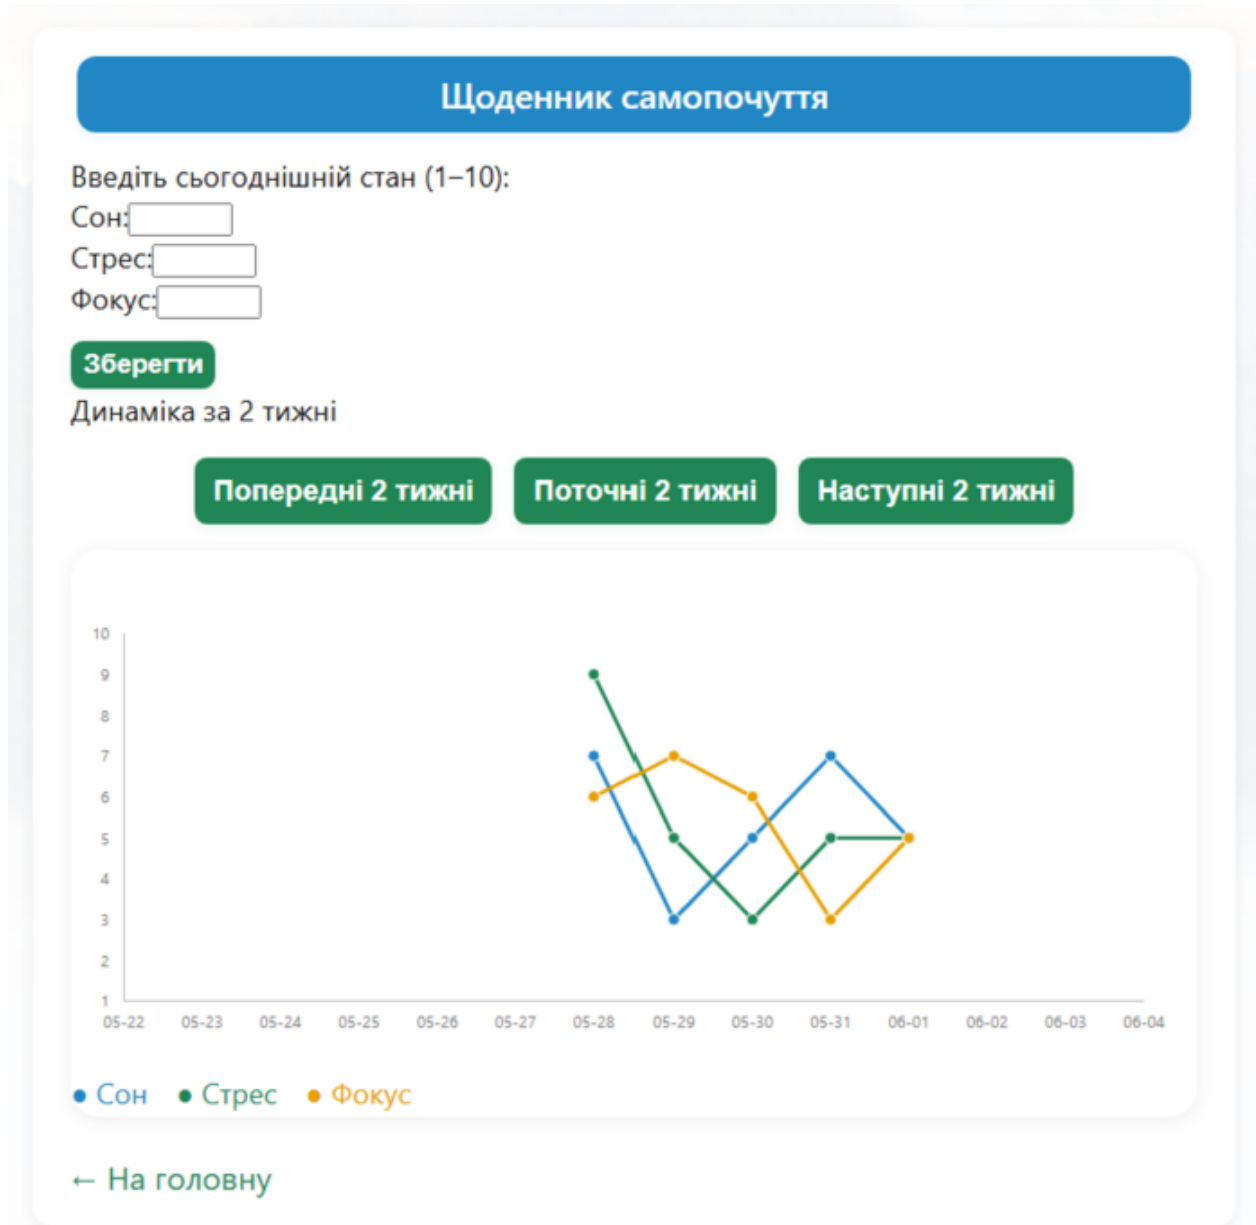 Щоденник самопочуття
Введіть сьогоднішній стан (1–10):
Сон:
Стрес:
Фокус:
Зберегти
Динаміка за 2 тижні
Попередні 2 тижні Поточні 2 тижні Наступні 2 тижні
10
9
8
7
6
5
4
3
2
1
05-22 05-23 05-24 05-25 05-26 05-27 05-28 05-29 05-30 05-31 06-01 06-02 06-03 06-04
● Сон ● Стрес ● Фокус
← На головну